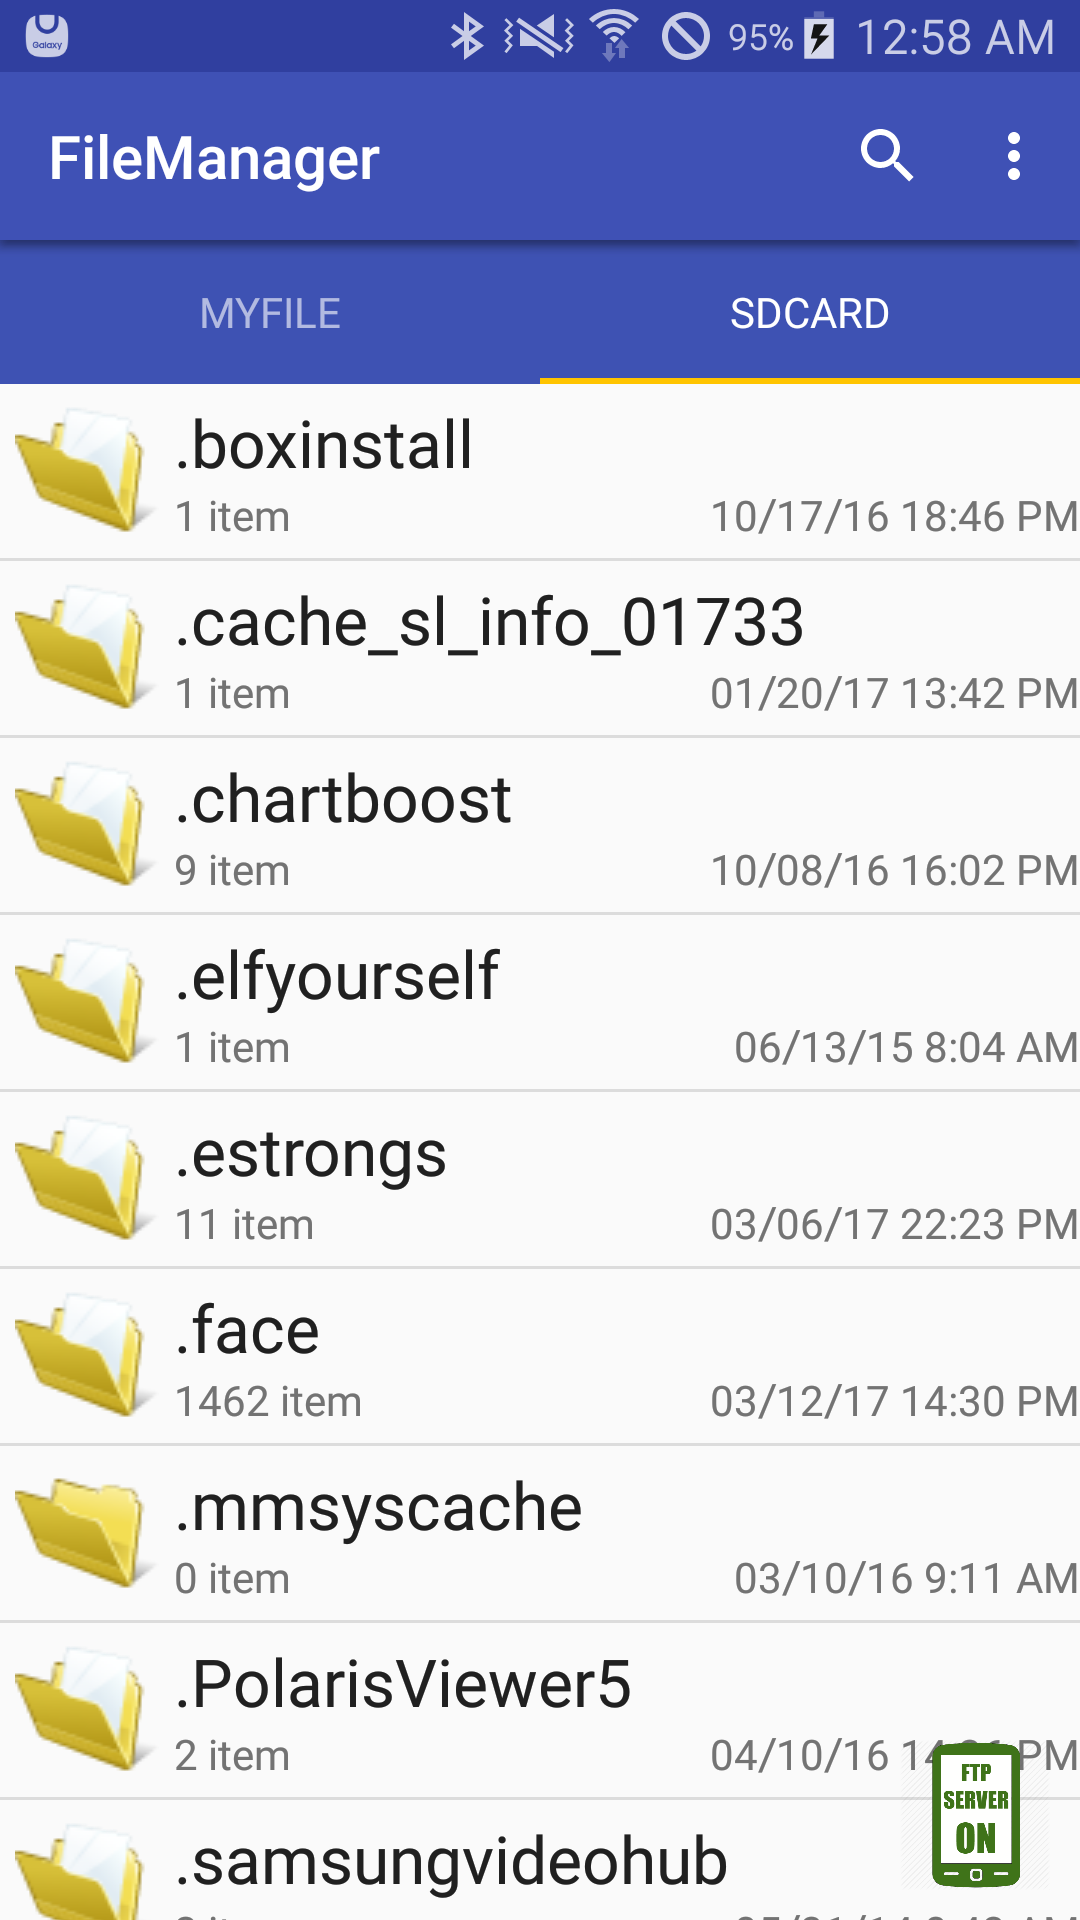 Galaxy
95%
12:58 AM
FileManager
MYFILE
SDCARD
.boxinstall
1 item
10/17/16 18:46 PM
.cache_sl_info_01733
1 item
01/20/17 13:42 PM
.chartboost
9 item
10/08/16 16:02 PM
.elfyourself
1 item
06/13/15 8:04 AM
.estrongs
11 item
03/06/17 22:23 PM
.face
1462 item
03/12/17 14:30 PM
.mmsyscache
0 item
03/10/16 9:11 AM
.PolarisViewer5
2 item
04/10/16 PM
FTP
SERVER
ON
.samsungvideohub